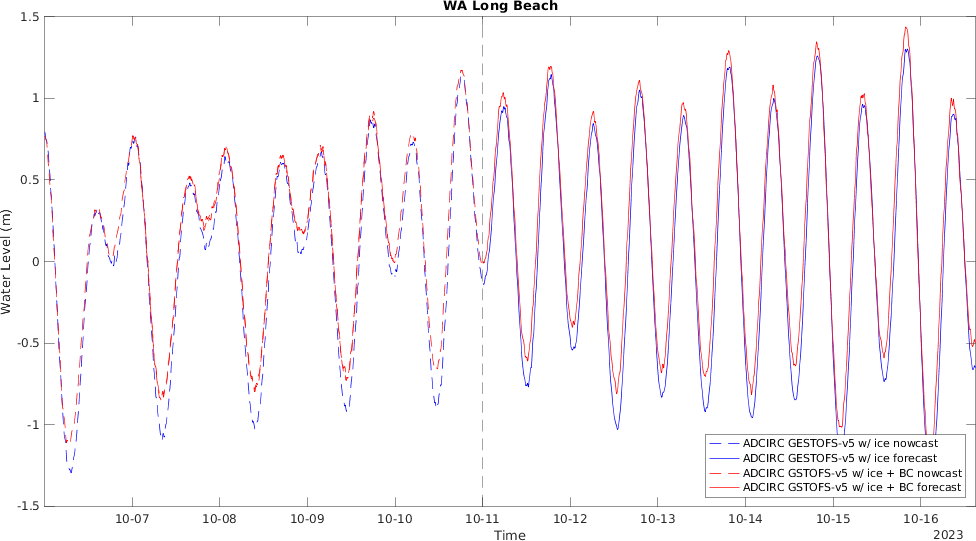 WA Long Beach
1.5
1
0.5
0
-0.5
-1
-1.5
Water Level (m)
10-07 10-08 10-09 10-10 10-11 10-12 10-13 10-14 10-15 10-16
Time
2023
ADCIRC GESTOFS-v5 w/ ice nowcast
ADCIRC GESTOFS-v5 w/ ice forecast
ADCIRC GSTOFS-v5 w/ ice + BC nowcast
ADCIRC GSTOFS-v5 w/ ice + BC forecast